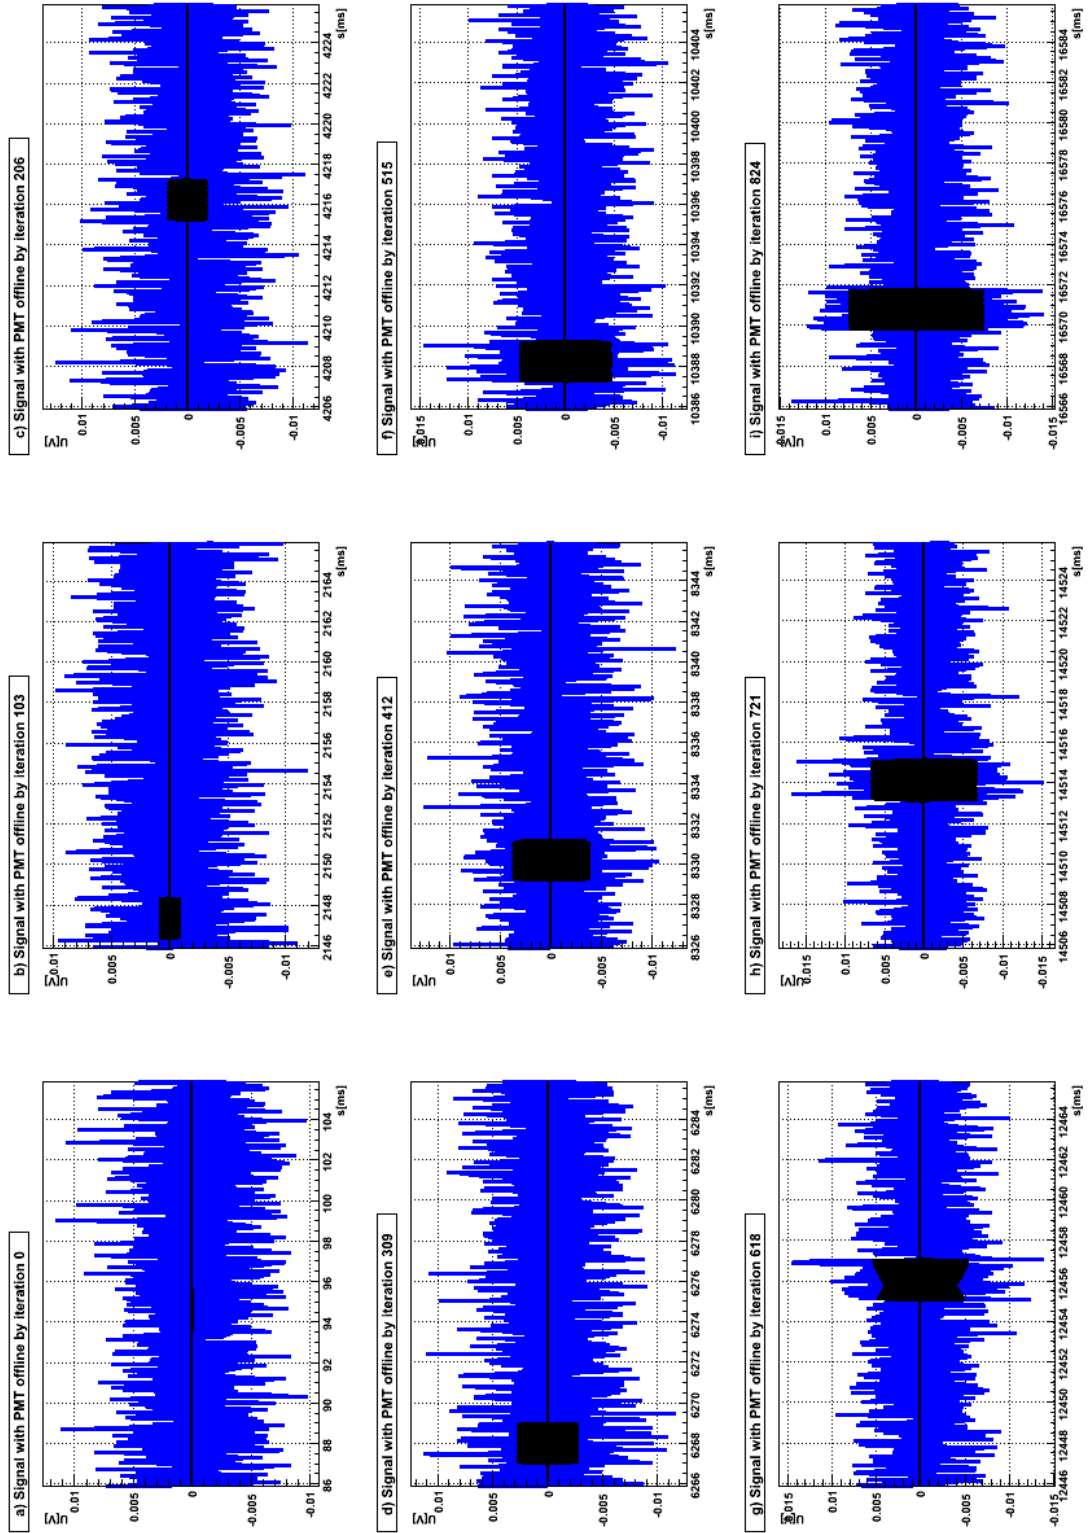 a) Signal with PMT offline by iteration 0
U[V]
0.01
0.005
0
-0.005
-0.01
86 88 90 92 94 96 98 100 102 104
s[ms]
b) Signal with PMT offline by iteration 103
U[V]
0.01
0.005
0
-0.005
-0.01
2146 2148 2150 2152 2154 2156 2158 2160 2162 2164
s[ms]
c) Signal with PMT offline by iteration 206
U[V]
0.01
0.005
0
-0.005
-0.01
4206 4208 4210 4212 4214 4216 4218 4220 4222 4224
s[ms]
d) Signal with PMT offline by iteration 309
U[V]
0.01
0.005
0
-0.005
-0.01
6266 6268 6270 6272 6274 6276 6278 6280 6282 6284
s[ms]
e) Signal with PMT offline by iteration 412
U[V]
0.01
0.005
0
-0.005
-0.01
8326 8328 8330 8332 8334 8336 8338 8340 8342 8344
s[ms]
f) Signal with PMT offline by iteration 515
U[V]
0.015
0.01
0.005
0
-0.005
-0.01
10386 10388 10390 10392 10394 10396 10398 10400 10402 10404
s[ms]
g) Signal with PMT offline by iteration 618
U[V]
0.015
0.01
0.005
0
-0.005
-0.01
-0.015
12446 12448 12450 12452 12454 12456 12458 12460 12462 12464
s[ms]
h) Signal with PMT offline by iteration 721
U[V]
0.015
0.01
0.005
0
-0.005
-0.01
-0.015
14506 14508 14510 14512 14514 14516 14518 14520 14522 14524
s[ms]
i) Signal with PMT offline by iteration 824
U[V]
0.015
0.01
0.005
0
-0.005
-0.01
-0.015
16566 16568 16570 16572 16574 16576 16578 16580 16582 16584
s[ms]